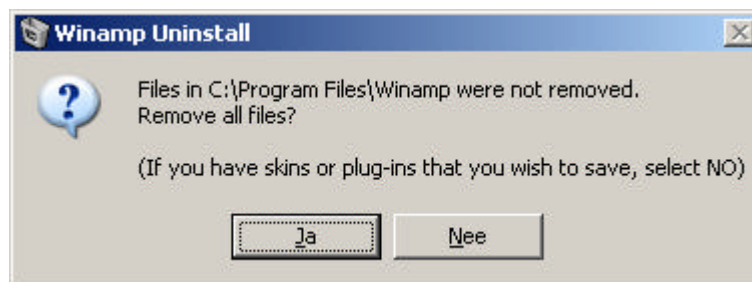 Winamp Uninstall
Files in C:\Program Files\Winamp were not removed.
Remove all files?
(If you have skins or plug-ins that you wish to save, select NO)
Ja
Nee